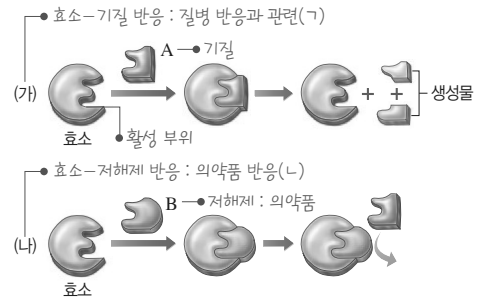 효소–기질 반응 : 질병 반응과 관련(ㄱ)
A 기질
(가)
+ + 생성물
효소 활성 부위
효소–저해제 반응 : 의약품 반응(ㄴ)
B 저해제 : 의약품
(나)
효소